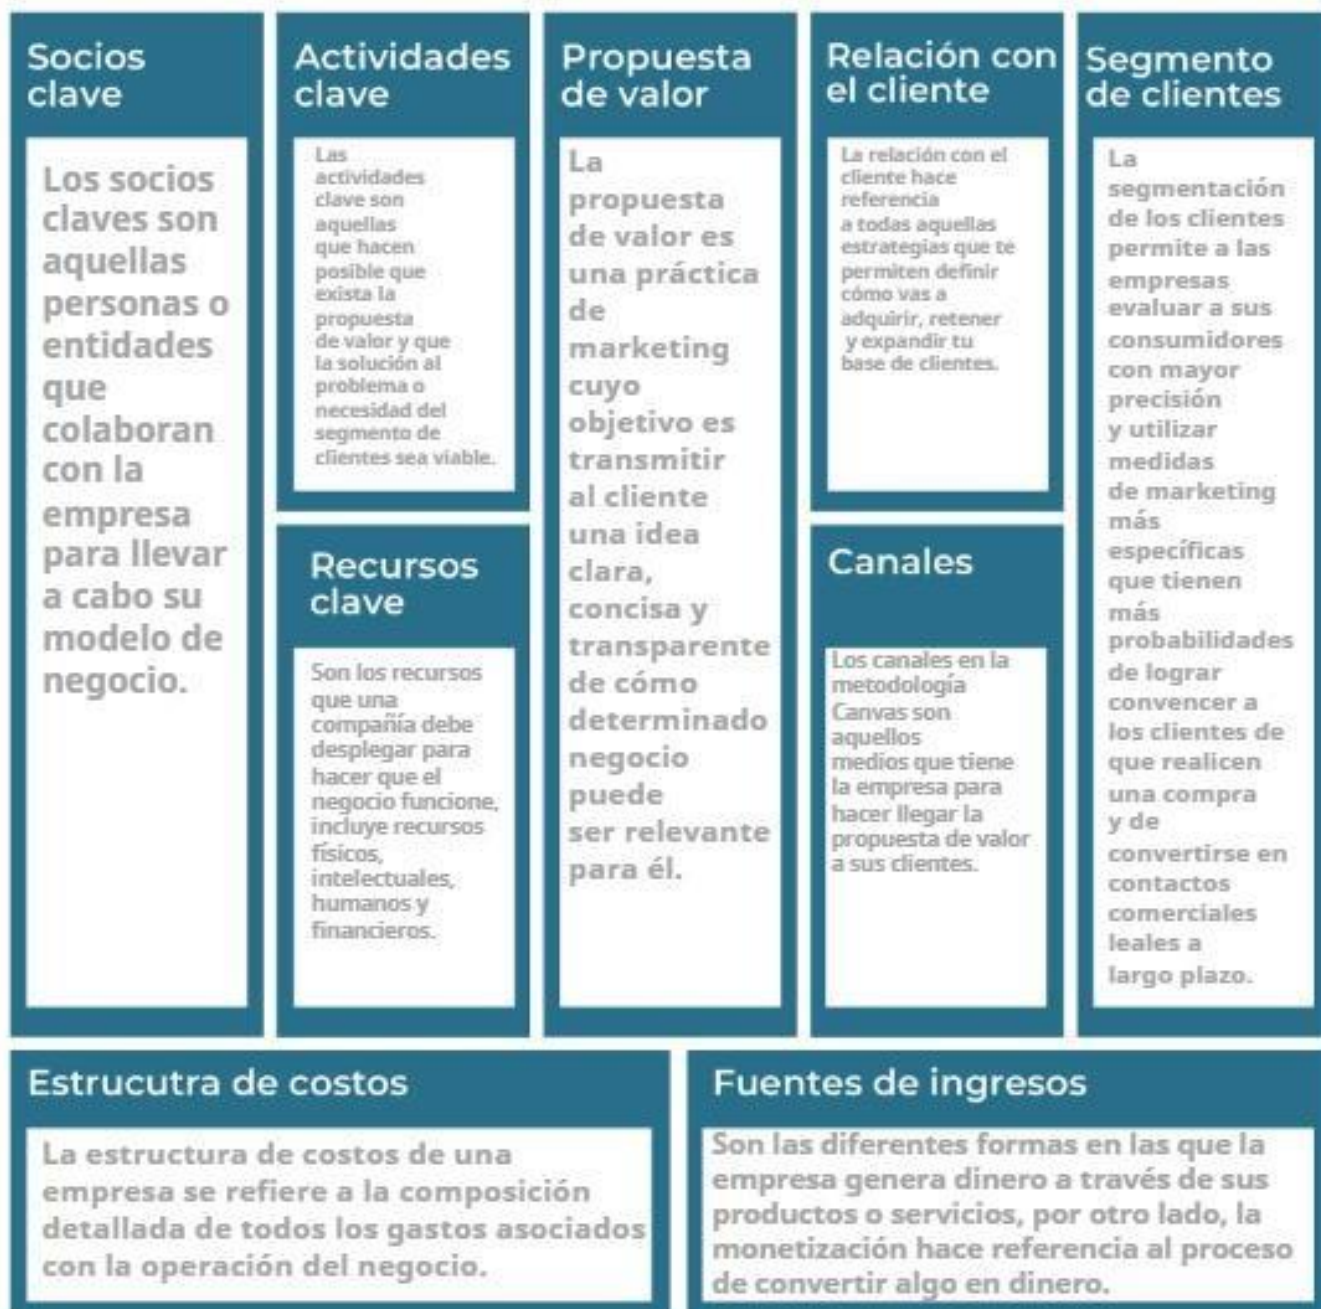 Socios
clave
Los socios
claves son
aquellas
personas o
entidades
que
colaboran
con la
empresa
para llevar
a cabo su
modelo de
negocio.
Actividades
clave
Las
actividades
clave son
aquellas
que hacen
posible que
exista la
propuesta
de valor y que
la solución al
problema o
necesidad del
segmento de
clientes sea viable.
Recursos
clave
Son los recursos
que una
compañía debe
desplegar para
hacer que el
negocio funcione,
incluye recursos
físicos,
intelectuales,
humanos y
financieros.
Propuesta
de valor
La
propuesta
de valor es
una práctica
de
marketing
cuyo
objetivo es
transmitir
al cliente
una idea
clara,
concisa y
transparente
de cómo
determinado
negocio
puede
ser relevante
para él.
Relación con
el cliente
La relación con el
cliente hace
referencia
a todas aquellas
estrategias que te
permiten definir
cómo vas a
adquirir, retener
y expandir tu
base de clientes.
Canales
Los canales en la
metodología
Canvas son
aquellos
medios que tiene
la empresa para
hacer llegar la
propuesta de valor
a sus clientes.
Segmento
de clientes
La
segmentación
de los clientes
permite a las
empresas
evaluar a sus
consumidores
con mayor
precisión
y utilizar
medidas
de marketing
más
específicas
que tienen
más
probabilidades
de lograr
convencer a
los clientes de
que realicen
una compra
y de
convertirse en
contactos
comerciales
leales a
largo plazo.
Estrucutra de costos
La estructura de costos de una
empresa se refiere a la composición
detallada de todos los gastos asociados
con la operación del negocio.
Fuentes de ingresos
Son las diferentes formas en las que la
empresa genera dinero a través de sus
productos o servicios, por otro lado, la
monetización hace referencia al proceso
de convertir algo en dinero.